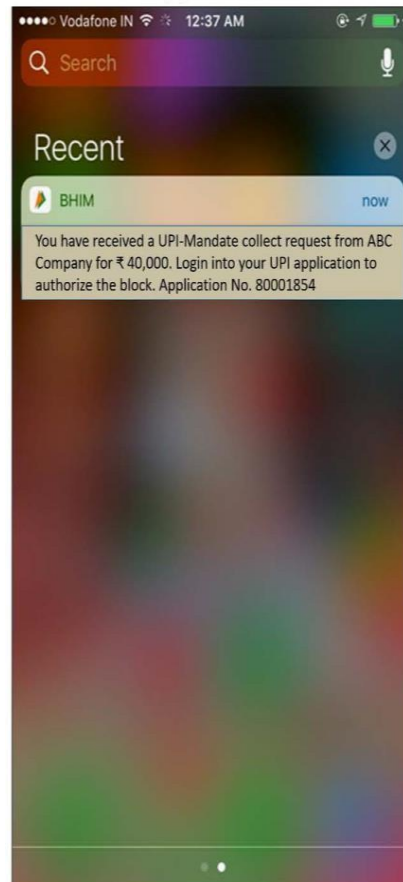 Vodafone IN 12:37 AM
Search
Recent
BHIM now
You have received a UPI-Mandate collect request from ABC
Company for ₹ 40,000. Login into your UPI application to
authorize the block. Application No. 80001854